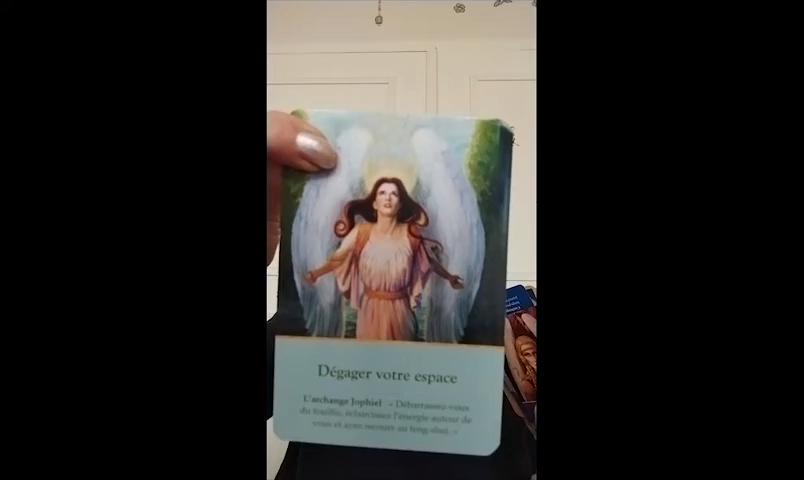 Dégager votre espace
L'archange Jophiel « Débarrassez-vous
du fouillis, éclaircissez l'énergie autour de
vous et ayez recours au feng-shui. »